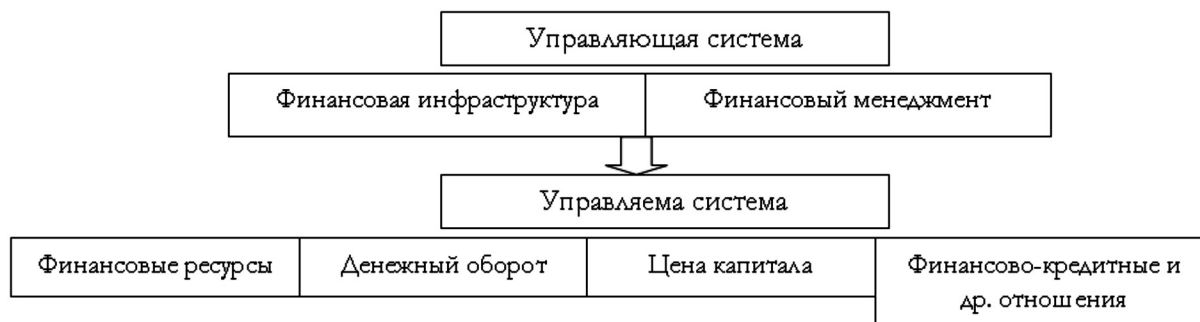 Управляющая система
Финансовая инфраструктура
Финансовый менеджмент
Управляема система
Финансовые ресурсы
Денежный оборот
Цена капитала
Финансово-кредитные и
др. отношения